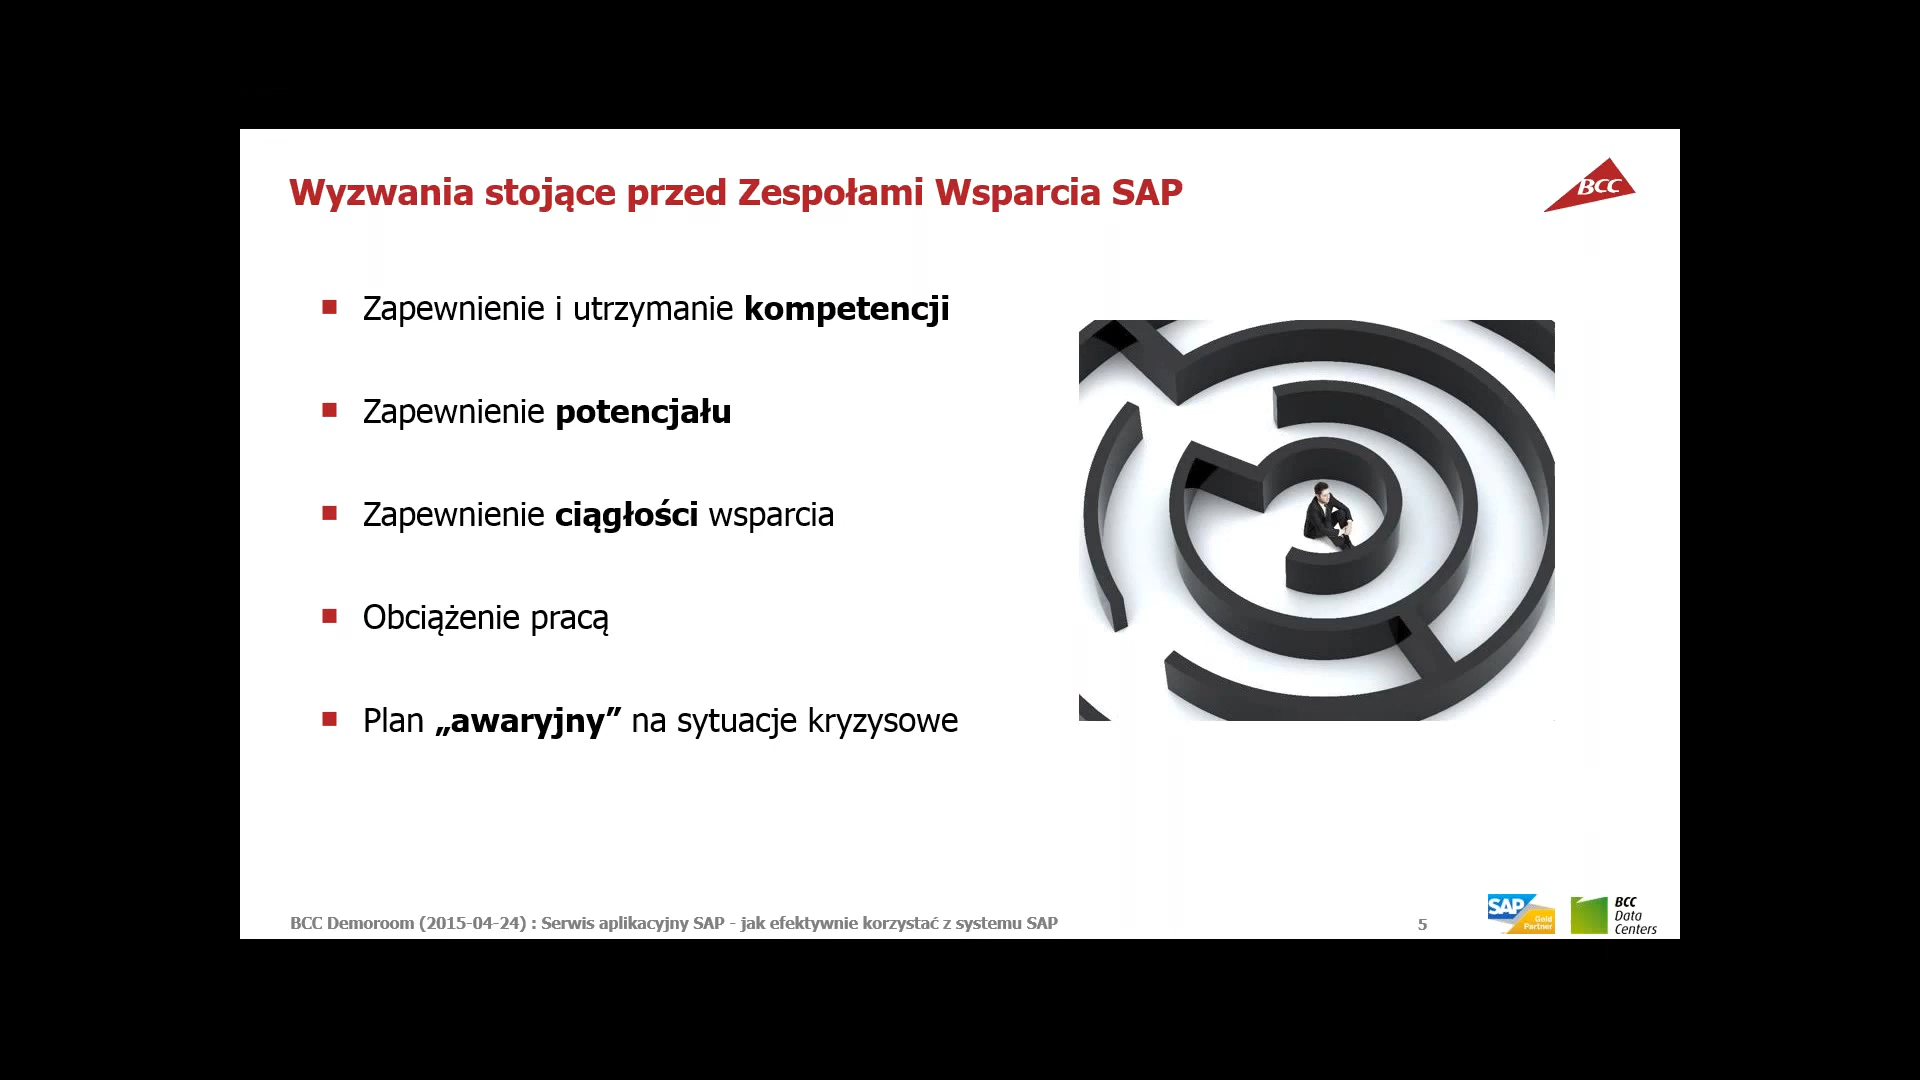 Wyzwania stojące przed Zespołami Wsparcia SAP
BCC
Zapewnienie i utrzymanie kompetencji
Zapewnienie potencjału
Zapewnienie ciągłości wsparcia
Obciążenie pracą
Plan „awaryjny” na sytuacje kryzysowe
BCC Demoroom (2015-04-24) : Serwis aplikacyjny SAP - jak efektywnie korzystać z systemu SAP
5
SAP
Gold
Partner
BCC
Data
Centers